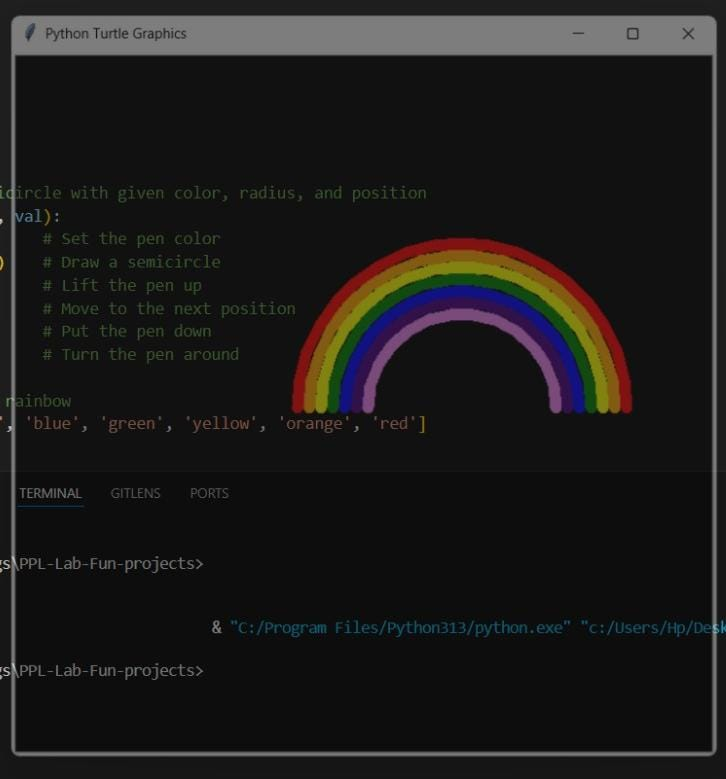 Python Turtle Graphics
icircle with given color, radius, and position
, val):
# Set the pen color
) # Draw a semicircle
# Lift the pen up
# Move to the next position
# Put the pen down
# Turn the pen around
rainbow
', 'blue', 'green', 'yellow', 'orange', 'red']
TERMINAL GITLENS PORTS
gs\PPL-Lab-Fun-projects>
& "C:/Program Files/Python313/python.exe" "c:/Users/Hp/Desk
gs\PPL-Lab-Fun-projects>